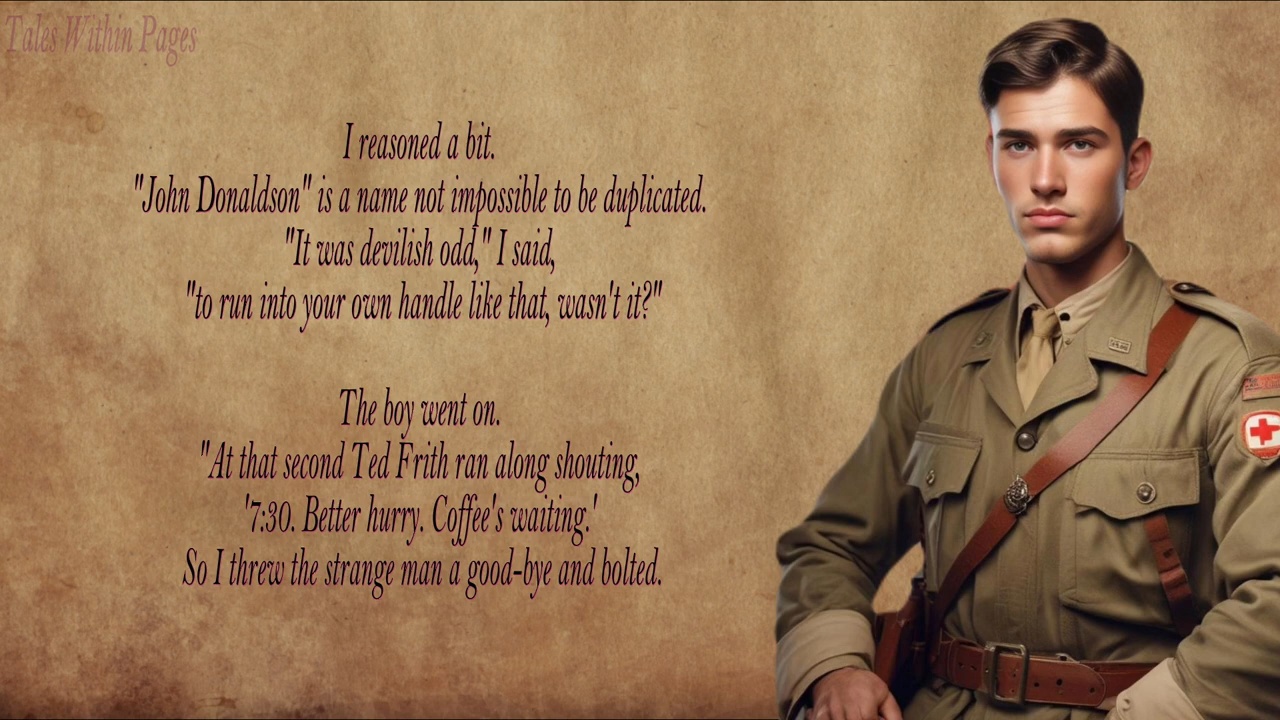 Tales Within Pages
I reasoned a bit.
"John Donaldson" is a name not impossible to be duplicated.
"It was devilish odd," I said,
"to run into your own handle like that, wasn't it?"
The boy went on.
"At that second Ted Frith ran along shouting,
'7:30. Better hurry. Coffee's waiting.'
So I threw the strange man a good-bye and bolted.